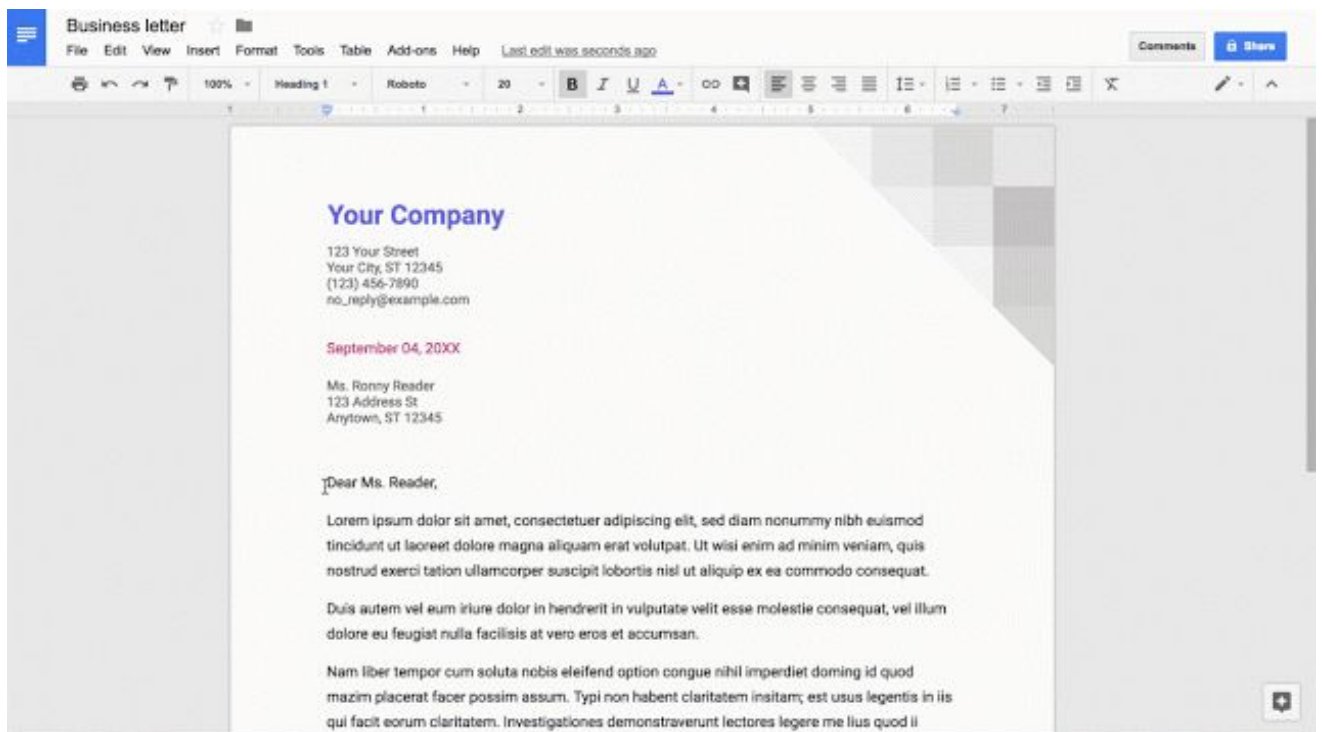 Business letter
File Edit View Insert Format Tools Table Add-ons Help Last edit was seconds ago
Comments Share
100% Heading 1 Roboto 20 B I U A
1 1 2 3 4 5 6 7
Your Company
123 Your Street
Your City, ST 12345
(123) 456-7890
no_reply@example.com
September 04, 20XX
Ms. Ronny Reader
123 Address St
Anytown, ST 12345
Dear Ms. Reader,
Lorem ipsum dolor sit amet, consectetuer adipiscing elit, sed diam nonummy nibh euismod
tincidunt ut laoreet dolore magna aliquam erat volutpat. Ut wisi enim ad minim veniam, quis
nostrud exerci tation ullamcorper suscipit lobortis nisl ut aliquip ex ea commodo consequat.
Duis autem vel eum iriure dolor in hendrerit in vulputate velit esse molestie consequat, vel illum
dolore eu feugiat nulla facilisis at vero eros et accumsan.
Nam liber tempor cum soluta nobis eleifend option congue nihil imperdiet doming id quod
mazim placerat facer possim assum. Typi non habent claritatem insitam; est usus legentis in iis
qui facit eorum claritatem. Investigationes demonstraverunt lectores legere me lius quod ii